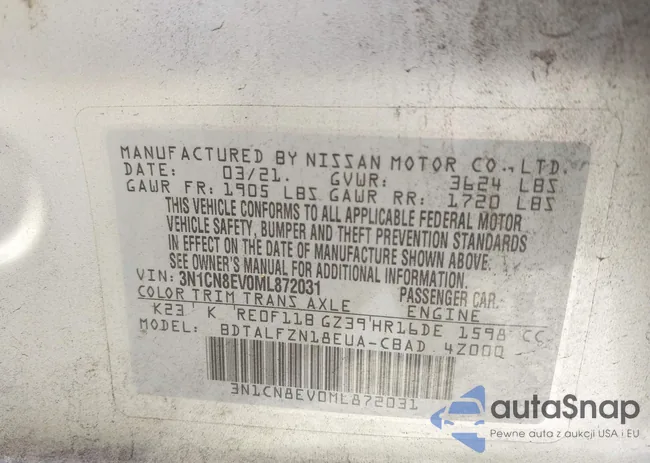 MANUFACTURED BY NISSAN MOTOR CO., LTD.
DATE: 03/21. GVWR: 3624 LBS
GAWR FR: 1905 LBS GAWR RR: 1720 LBS
THIS VEHICLE CONFORMS TO ALL APPLICABLE FEDERAL MOTOR
VEHICLE SAFETY, BUMPER AND THEFT PREVENTION STANDARDS
IN EFFECT ON THE DATE OF MANUFACTURE SHOWN ABOVE.
SEE OWNER'S MANUAL FOR ADDITIONAL INFORMATION.
VIN: 3N1CN8EV0ML872031 PASSENGER CAR.
COLOR TRIM TRANS AXLE ENGINE
K23 K RE0F11B GZ39 HR16DE 1598 CC
MODEL: BDTALFZN18EUA-CBAD 4Z00Q
3N1CN8EV0ML872031
autaSnap
Pewne auta z aukcji USA i EU